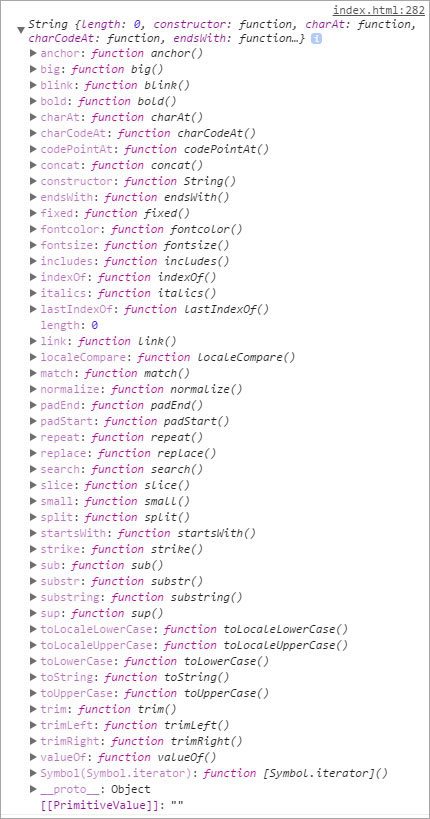 index.html:282
String {length: 0, constructor: function, charAt: function,
charCodeAt: function, endsWith: function…} i
anchor: function anchor()
big: function big()
blink: function blink()
bold: function bold()
charAt: function charAt()
charCodeAt: function charCodeAt()
codePointAt: function codePointAt()
concat: function concat()
constructor: function String()
endsWith: function endsWith()
fixed: function fixed()
fontcolor: function fontcolor()
fontsize: function fontsize()
includes: function includes()
indexOf: function indexOf()
italics: function italics()
lastIndexOf: function lastIndexOf()
length: 0
link: function link()
localeCompare: function localeCompare()
match: function match()
normalize: function normalize()
padEnd: function padEnd()
padStart: function padStart()
repeat: function repeat()
replace: function replace()
search: function search()
slice: function slice()
small: function small()
split: function split()
startsWith: function startsWith()
strike: function strike()
sub: function sub()
substr: function substr()
substring: function substring()
sup: function sup()
toLocaleLowerCase: function toLocaleLowerCase()
toLocaleUpperCase: function toLocaleUpperCase()
toLowerCase: function toLowerCase()
toString: function toString()
toUpperCase: function toUpperCase()
trim: function trim()
trimLeft: function trimLeft()
trimRight: function trimRight()
valueOf: function valueOf()
Symbol(Symbol.iterator): function [Symbol.iterator]()
__proto__: Object
[[PrimitiveValue]]: ""